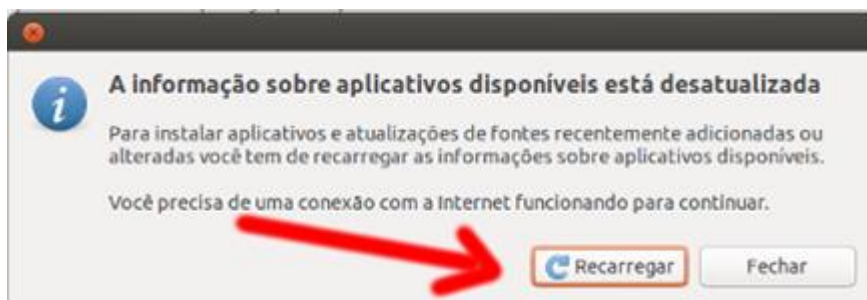 A informação sobre aplicativos disponíveis está desatualizada
Para instalar aplicativos e atualizações de fontes recentemente adicionadas ou
alteradas você tem de recarregar as informações sobre aplicativos disponíveis.
Você precisa de uma conexão com a Internet funcionando para continuar.
Recarregar
Fechar